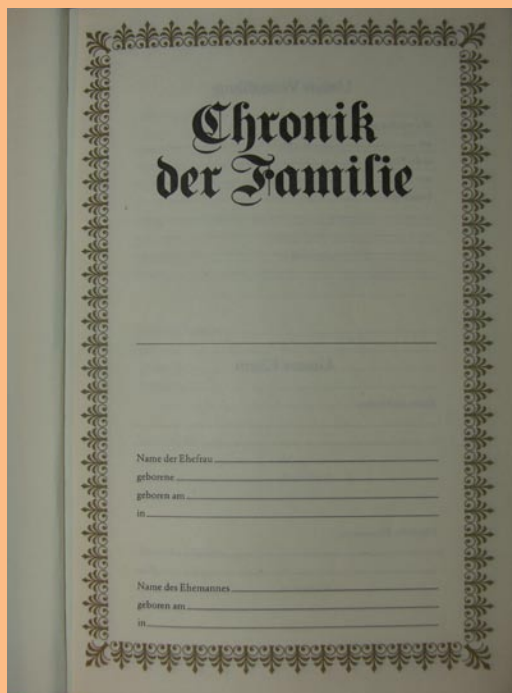 Chronik
der Familie
Name der Ehefrau
geborene
geboren am
in
Name des Ehemannes
geboren am
in